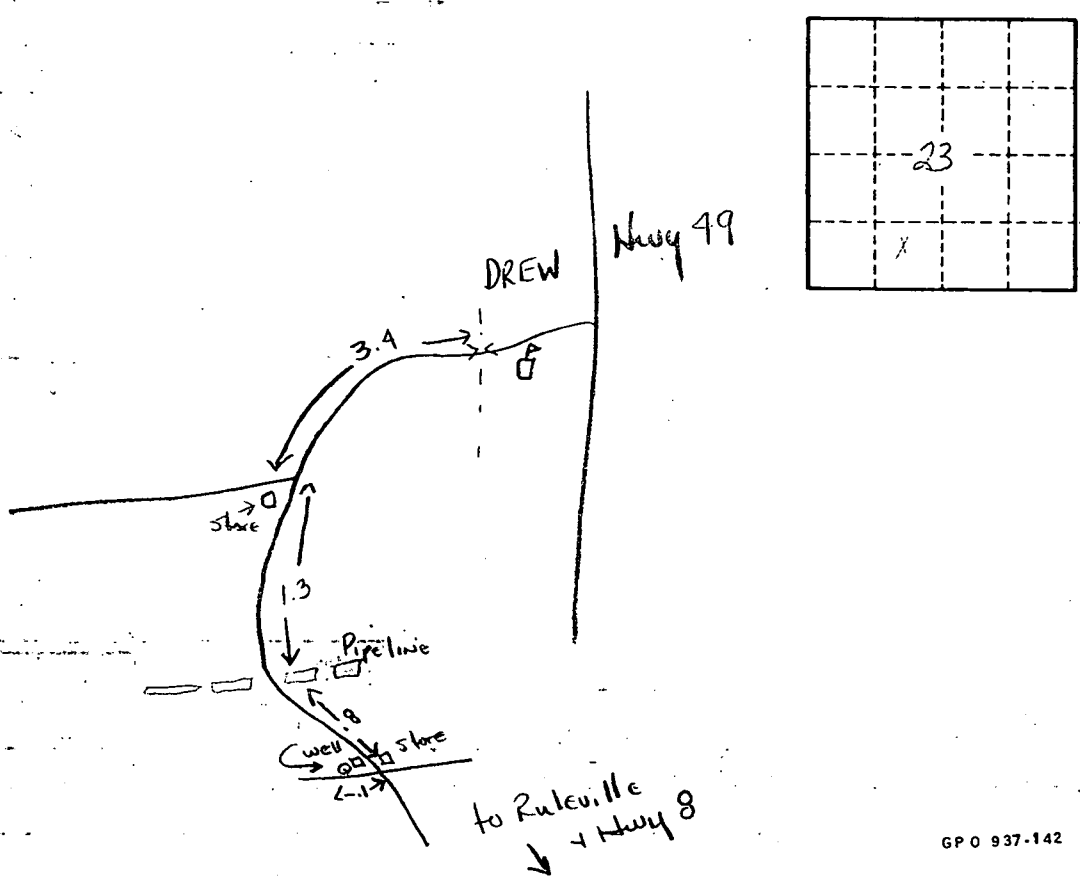 23
X
Hwy 49
DREW
3.4
store
1.3
Pipeline
.8
well
store
.1
to Ruleville
+ Hwy 8
GPO 937-142